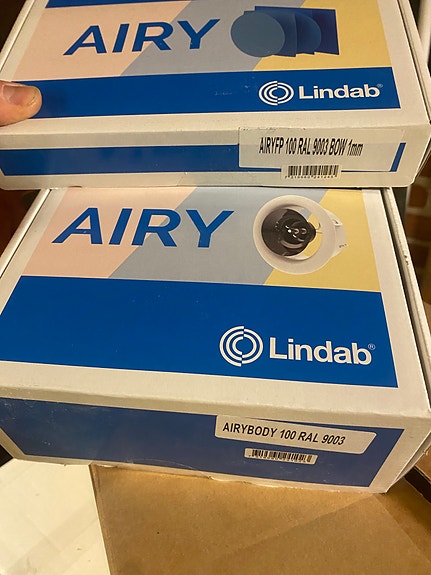 AIRY
Lindab®
AIRYFP 100 RAL 9003 BOW 1mm
AIRY
Lindab®
AIRYBODY 100 RAL 9003